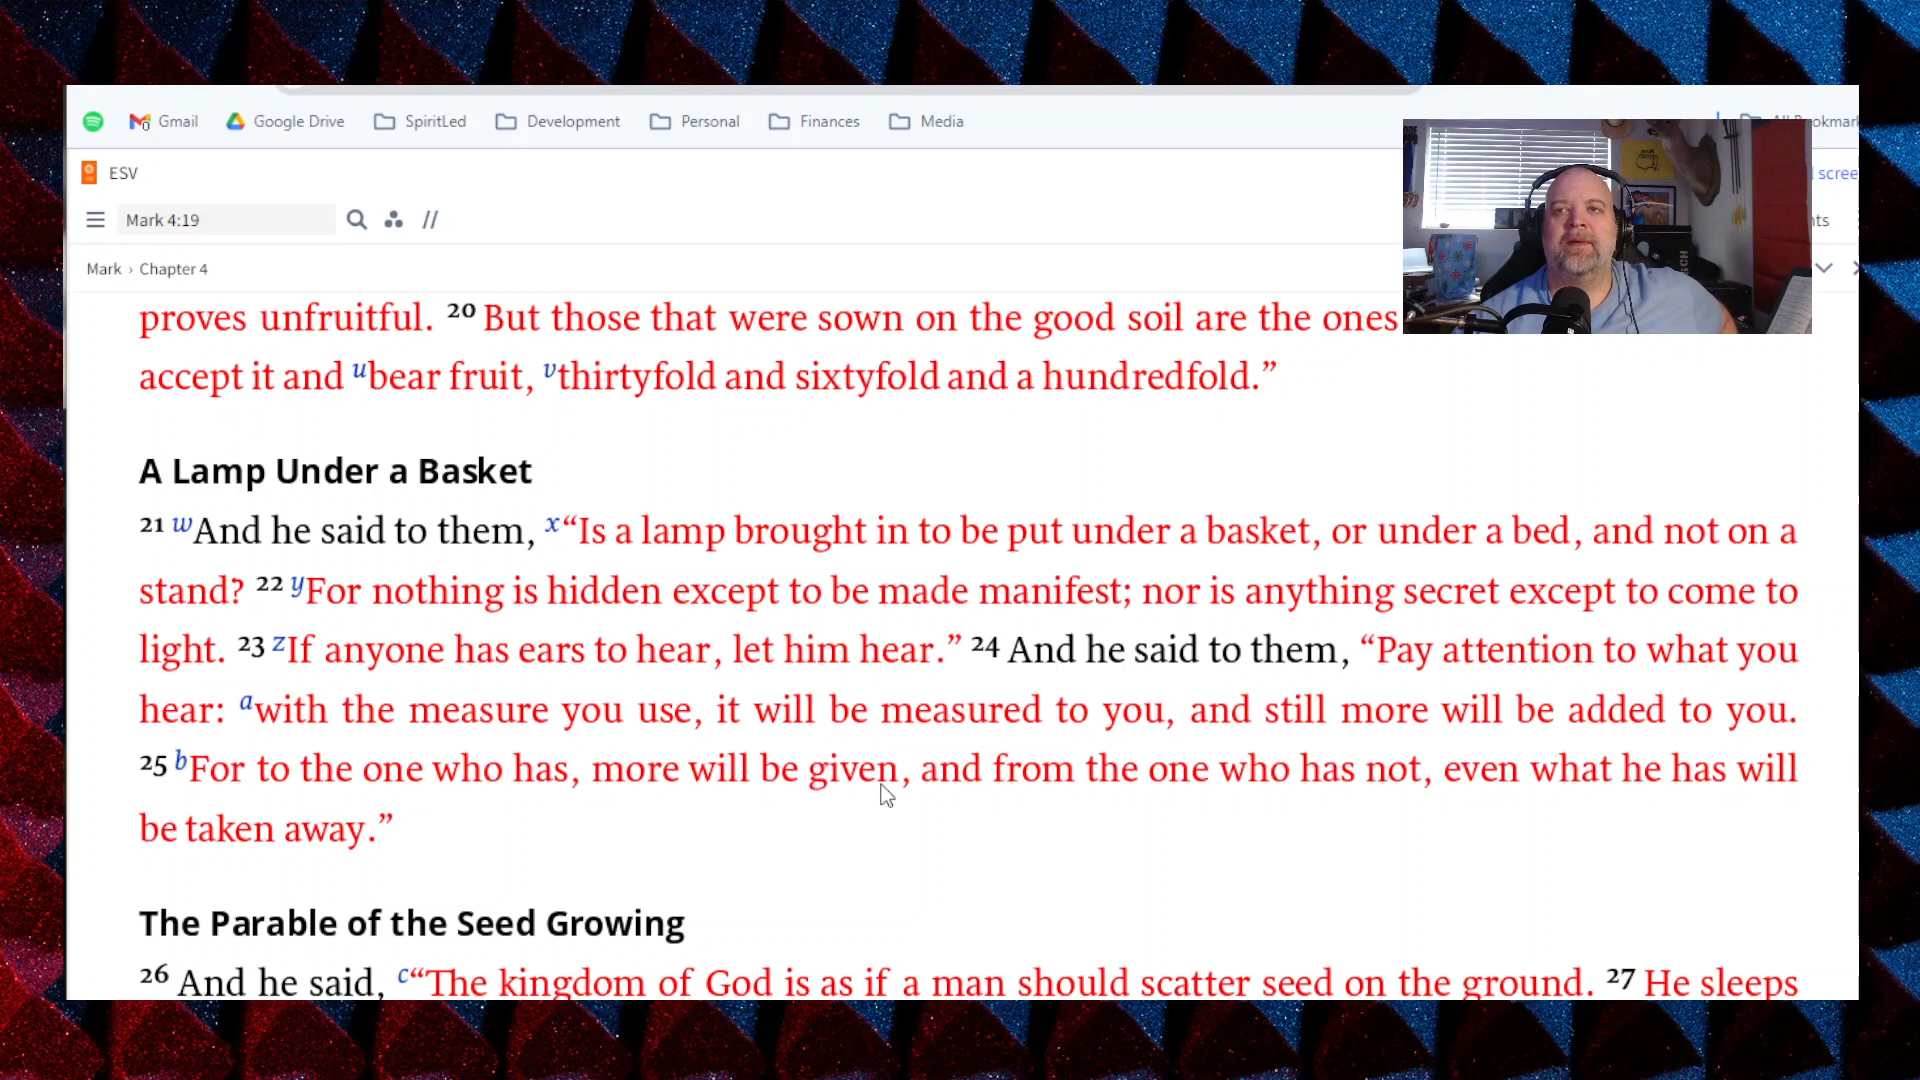 Gmail Google Drive SpiritLed Development Personal Finances Media
ESV
Mark 4:19 //
Mark › Chapter 4
proves unfruitful. 20 But those that were sown on the good soil are the ones
accept it and u bear fruit, v thirtyfold and sixtyfold and a hundredfold.”
A Lamp Under a Basket
21 w And he said to them, x “Is a lamp brought in to be put under a basket, or under a bed, and not on a
stand? 22 y For nothing is hidden except to be made manifest; nor is anything secret except to come to
light. 23 z If anyone has ears to hear, let him hear.” 24 And he said to them, “Pay attention to what you
hear: a with the measure you use, it will be measured to you, and still more will be added to you.
25 b For to the one who has, more will be given, and from the one who has not, even what he has will
be taken away.”
The Parable of the Seed Growing
26 And he said, c “The kingdom of God is as if a man should scatter seed on the ground. 27 He sleeps